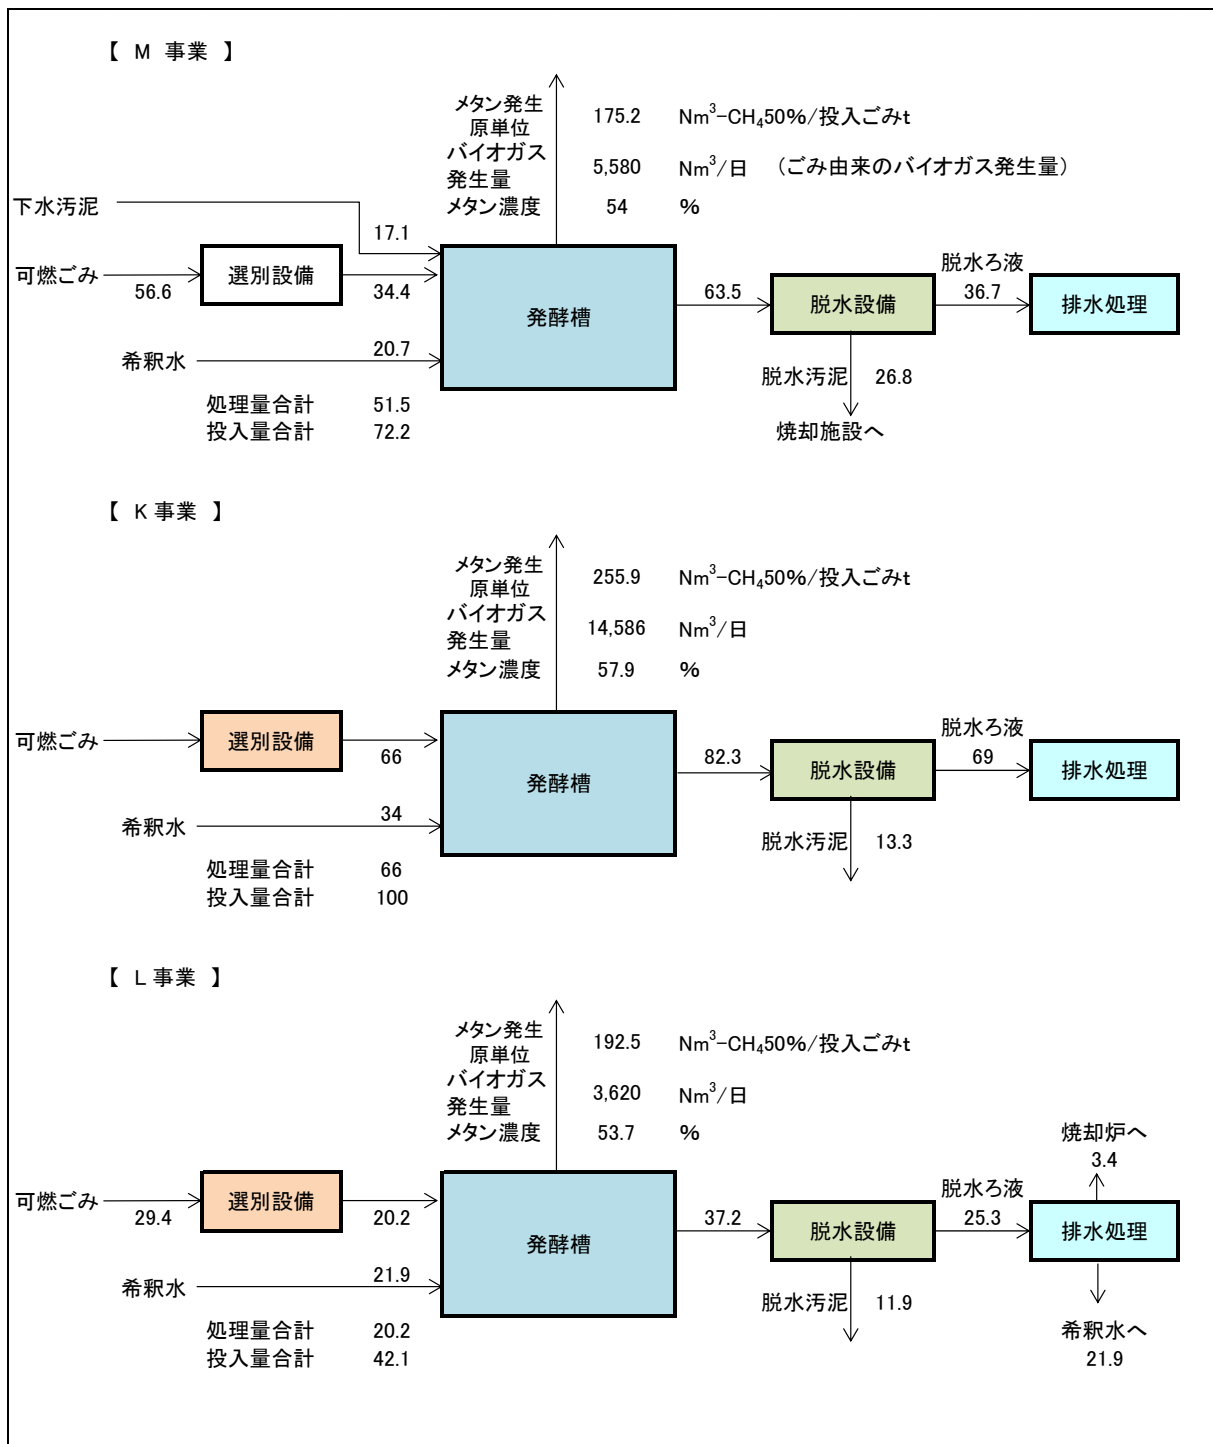 【 M 事業 】
メタン発生
原単位
175.2 Nm³-CH₄50%/投入ごみt
バイオガス
発生量
5,580 Nm³/日 (ごみ由来のバイオガス発生量)
メタン濃度 54 %
下水汚泥
17.1
可燃ごみ
56.6
選別設備
34.4
発酵槽
63.5
脱水設備
脱水ろ液
36.7
排水処理
希釈水
20.7
脱水汚泥 26.8
焼却施設へ
処理量合計 51.5
投入量合計 72.2
【 K 事業 】
メタン発生
原単位
255.9 Nm³-CH₄50%/投入ごみt
バイオガス
発生量
14,586 Nm³/日
メタン濃度 57.9 %
可燃ごみ
選別設備
66
発酵槽
82.3
脱水設備
脱水ろ液
69
排水処理
希釈水
34
脱水汚泥 13.3
処理量合計 66
投入量合計 100
【 L 事業 】
メタン発生
原単位
192.5 Nm³-CH₄50%/投入ごみt
バイオガス
発生量
3,620 Nm³/日
メタン濃度 53.7 %
焼却炉へ
3.4
可燃ごみ
29.4
選別設備
20.2
発酵槽
37.2
脱水設備
脱水ろ液
25.3
排水処理
希釈水
21.9
脱水汚泥 11.9
希釈水へ
21.9
処理量合計 20.2
投入量合計 42.1